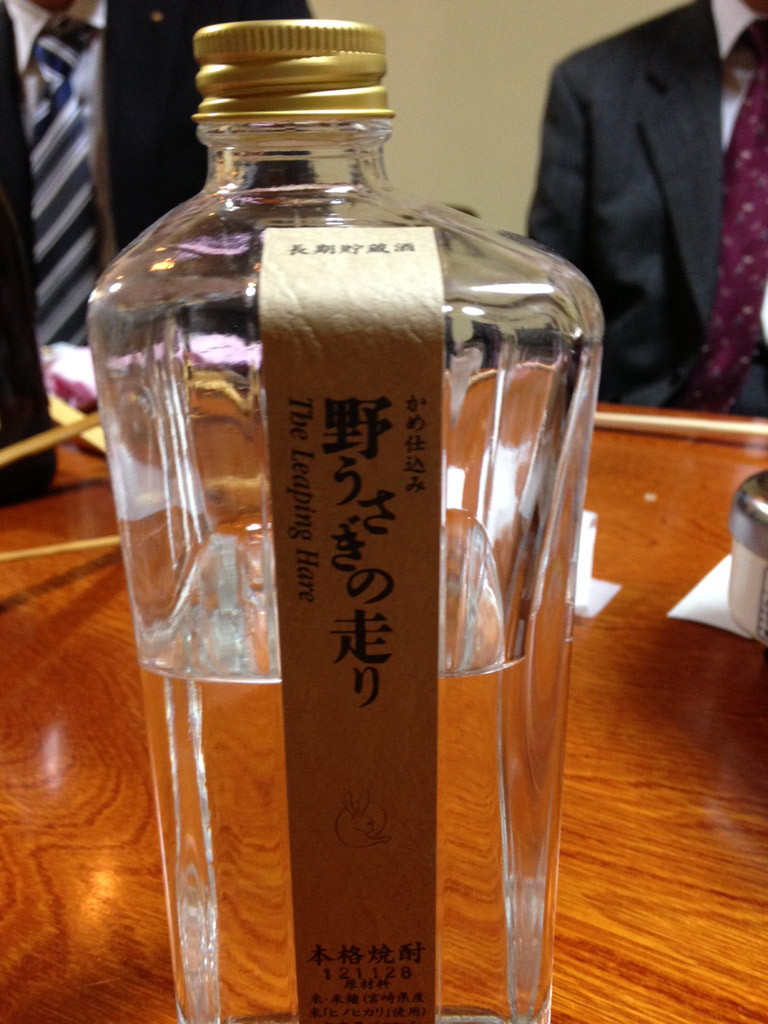 長期貯蔵酒
かめ仕込み
野うさぎの走り
The Leaping Hare
本格焼酎
121128
原材料
米・米麹(宮崎県産
米「ヒノヒカリ」使用)